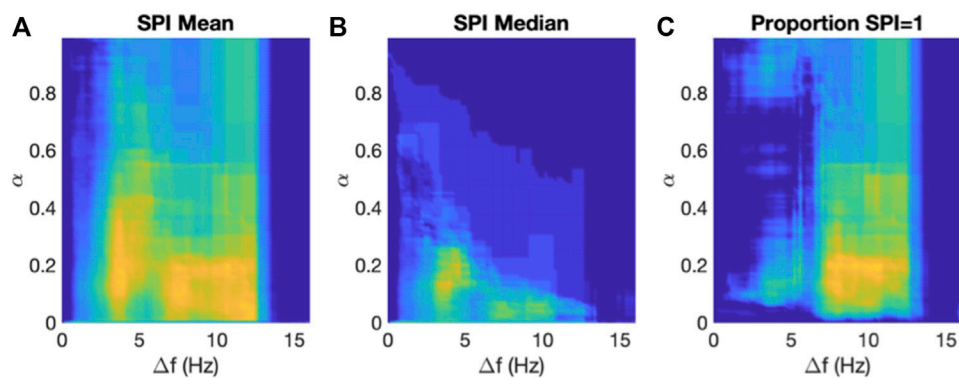 A SPI Mean B SPI Median C Proportion SPI=1
0.8 0.8 0.8
0.6 0.6 0.6
α α α
0.4 0.4 0.4
0.2 0.2 0.2
0 0 0
0 5 10 15 0 5 10 15 0 5 10 15
Δf (Hz) Δf (Hz) Δf (Hz)